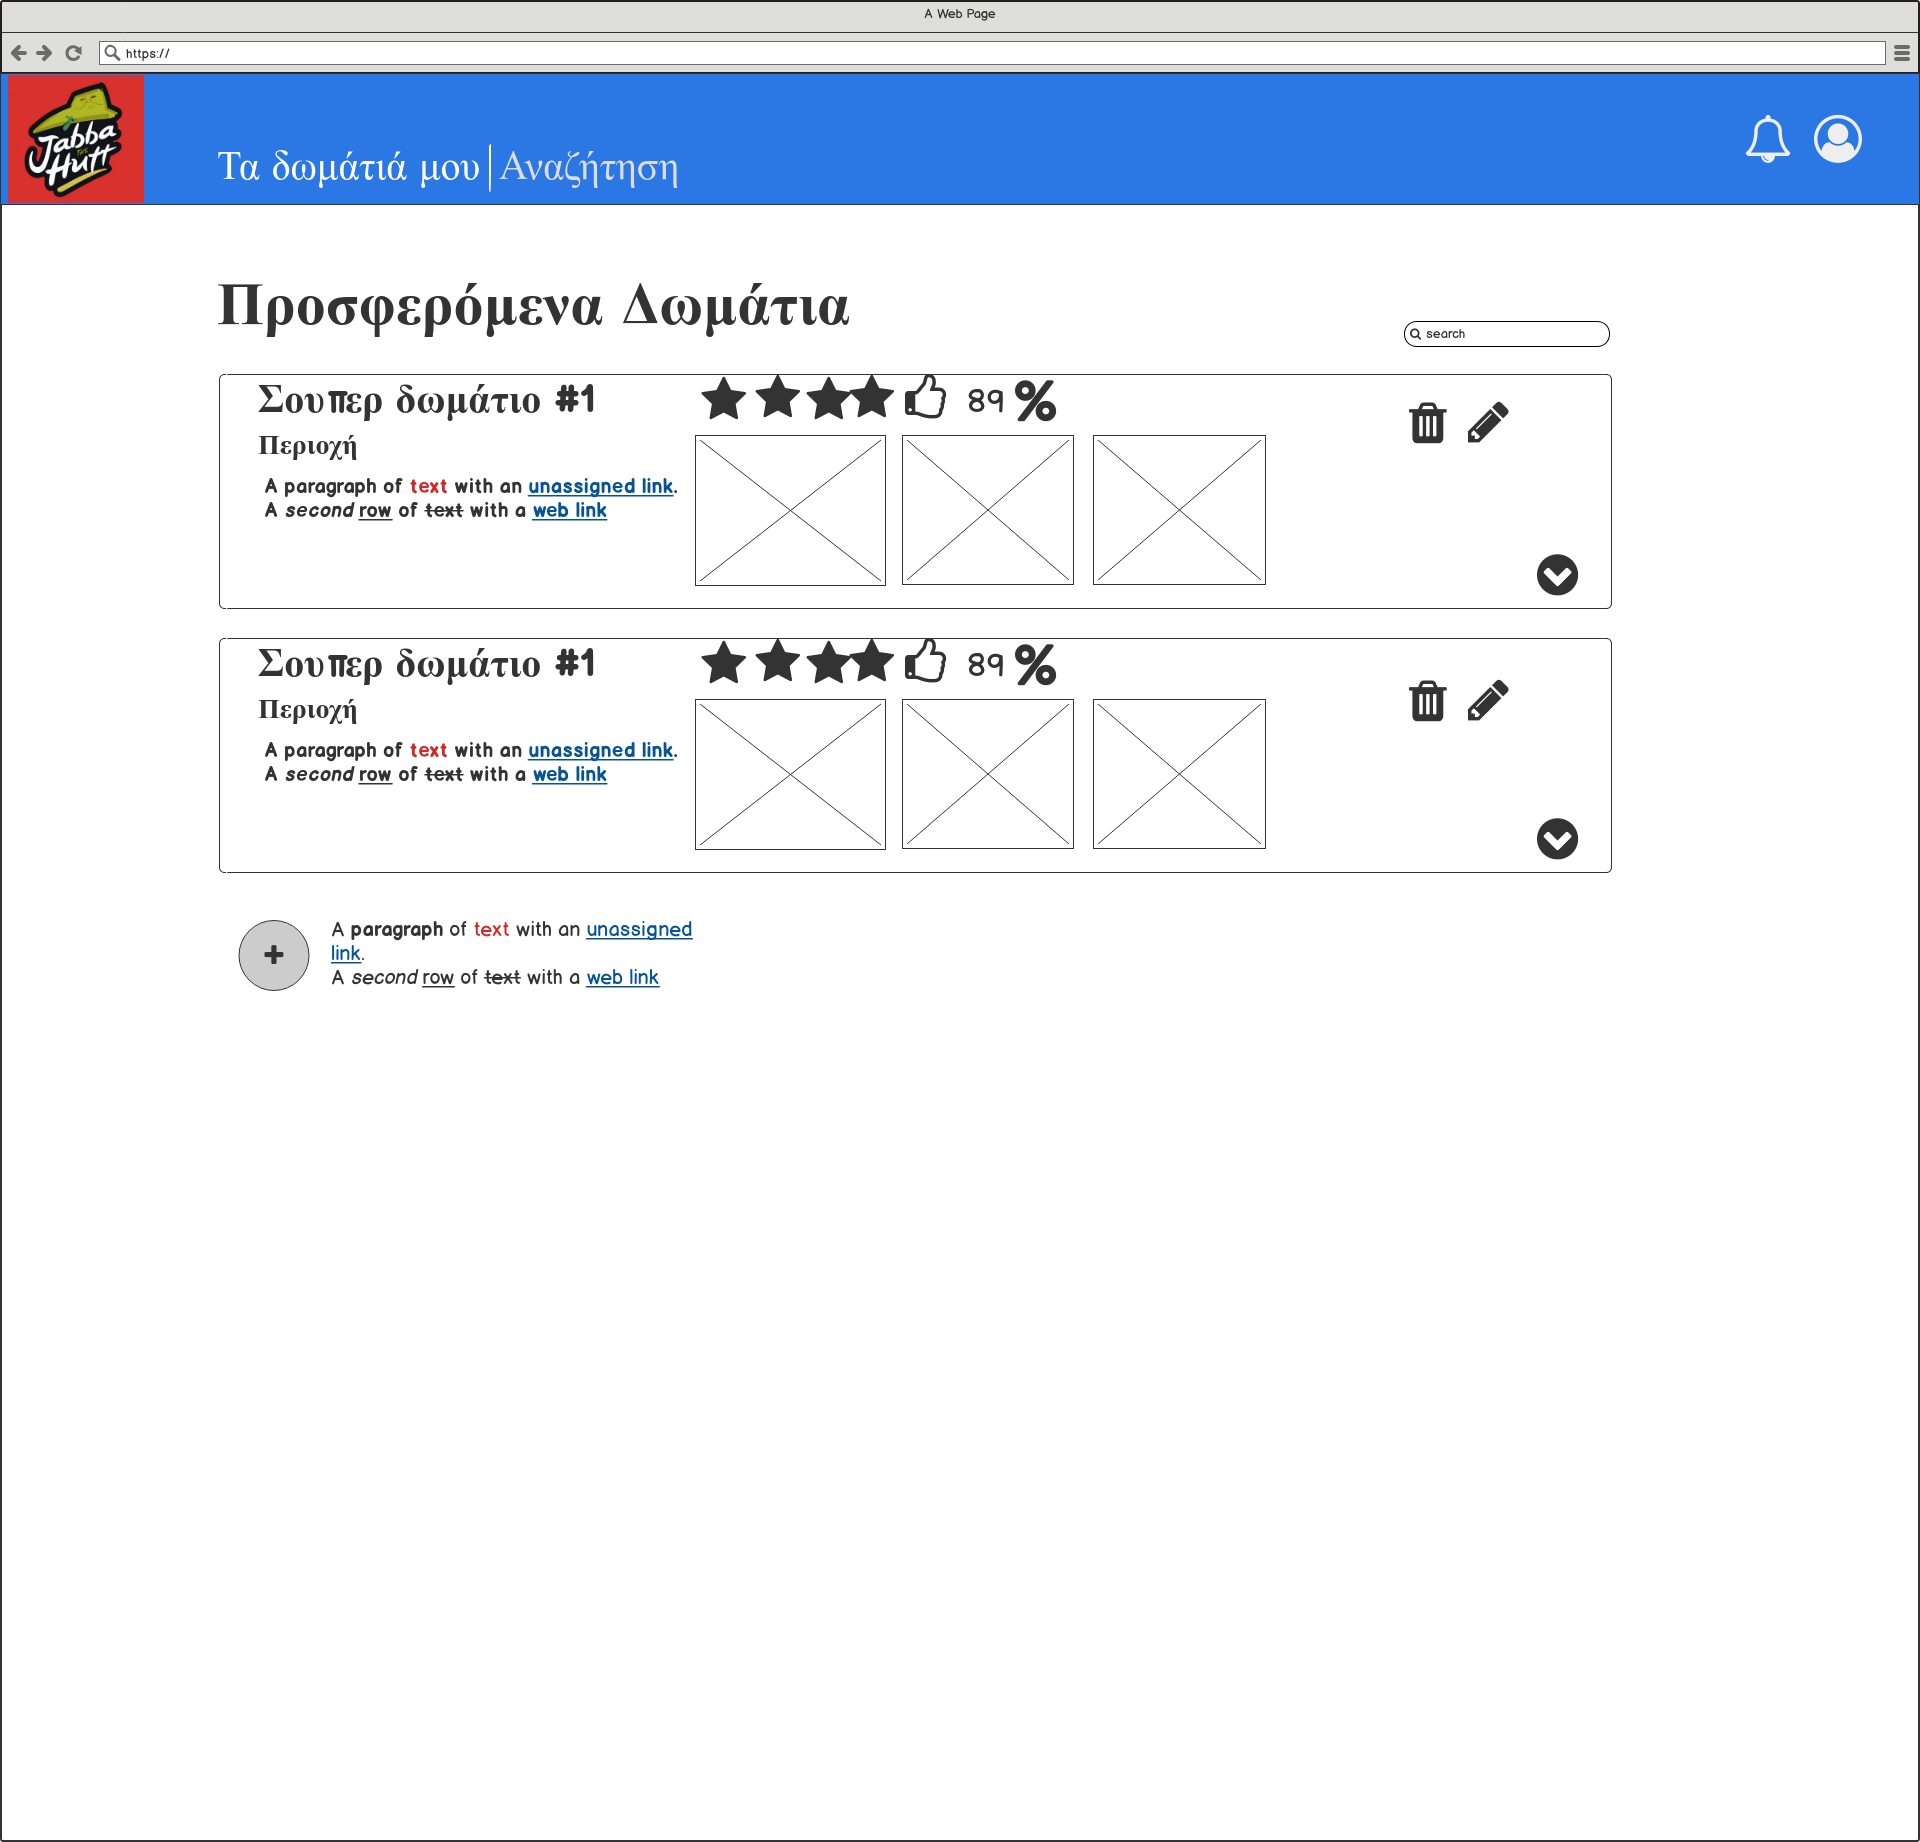 A Web Page
https://
Jabba
THE
Hutt
Τα δωμάτιά μου|Αναζήτηση
Προσφερόμενα Δωμάτια
search
Σουπερ δωμάτιο #1
89 %
Περιοχή
A paragraph of text with an unassigned link.
A second row of text with a web link
Σουπερ δωμάτιο #1
89 %
Περιοχή
A paragraph of text with an unassigned link.
A second row of text with a web link
A paragraph of text with an unassigned
link.
A second row of text with a web link